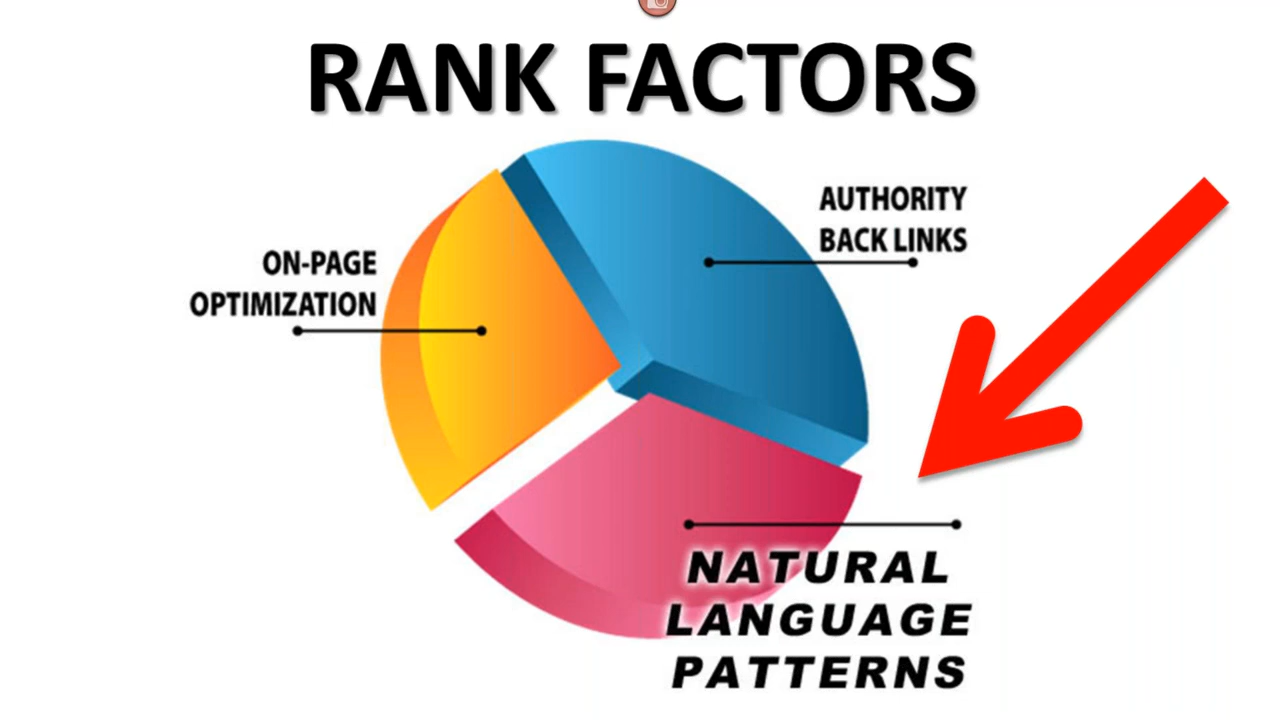 RANK FACTORS
AUTHORITY
BACK LINKS
ON-PAGE
OPTIMIZATION
NATURAL
LANGUAGE
PATTERNS